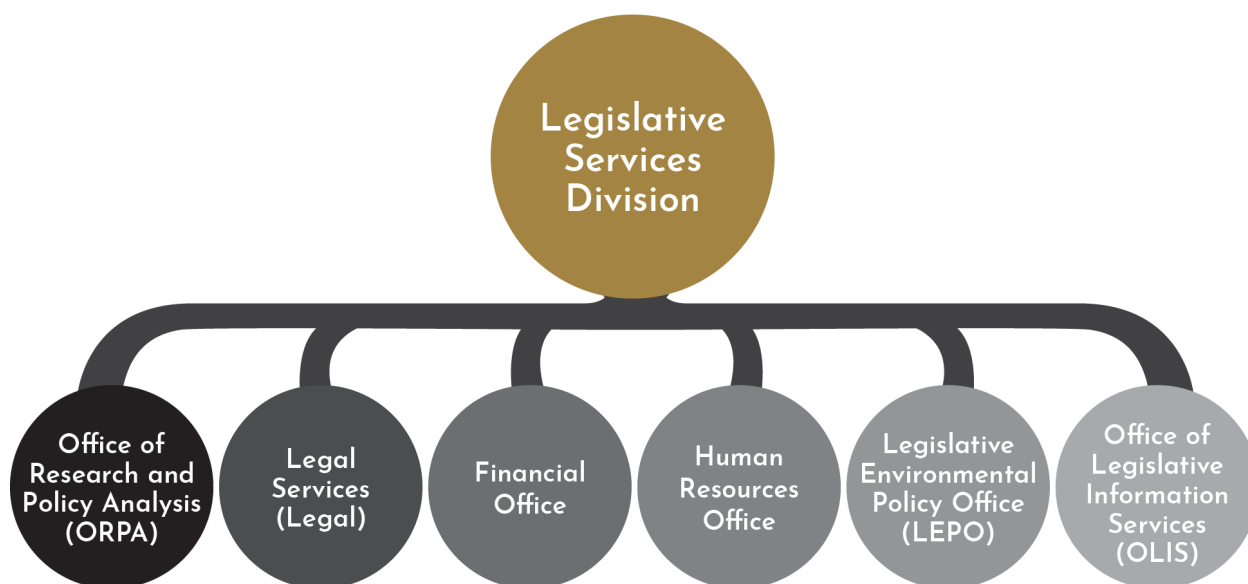 Legislative
Services
Division
Office of
Research and
Policy Analysis
(ORPA)
Legal
Services
(Legal)
Financial
Office
Human
Resources
Office
Legislative
Environmental
Policy Office
(LEPO)
Office of
Legislative
Information
Services
(OLIS)